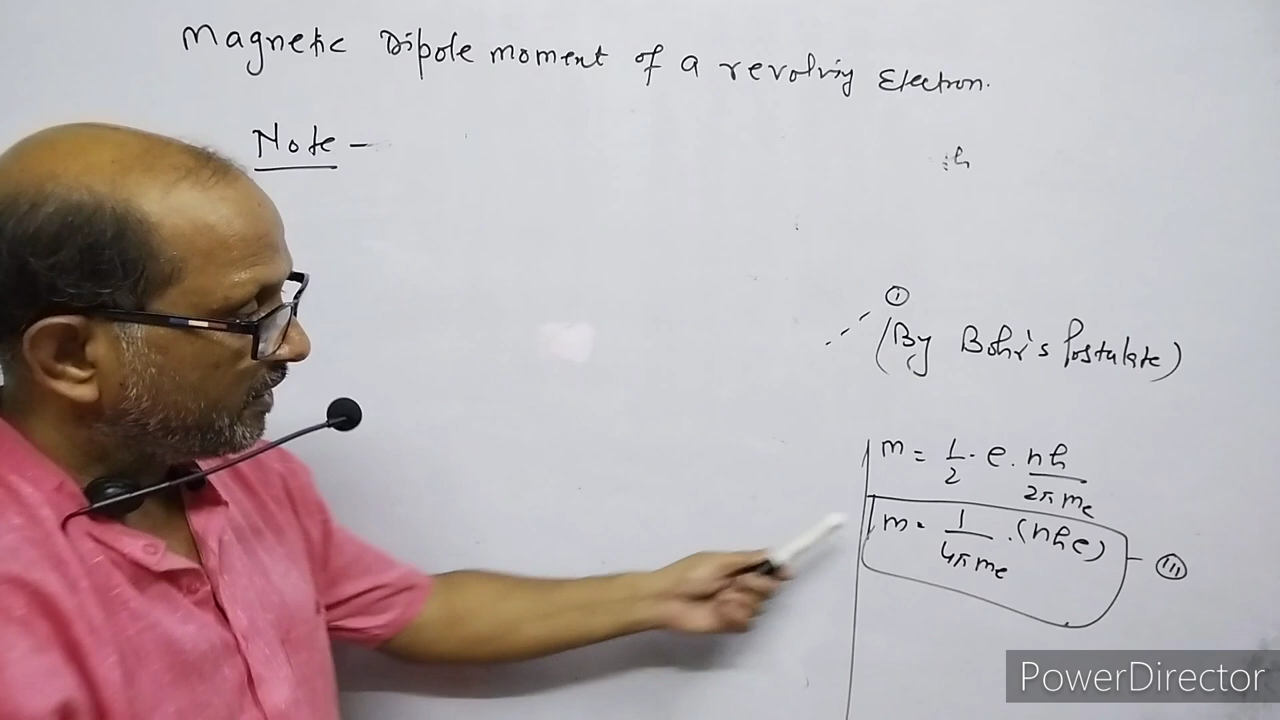 Magnetic Dipole moment of a revolving Electron.
Note -
①
(By Bohr's Postulate)
m = 1/2 · e · nh/2πme
m = 1/4πme · (nhe) - (III)
PowerDirector